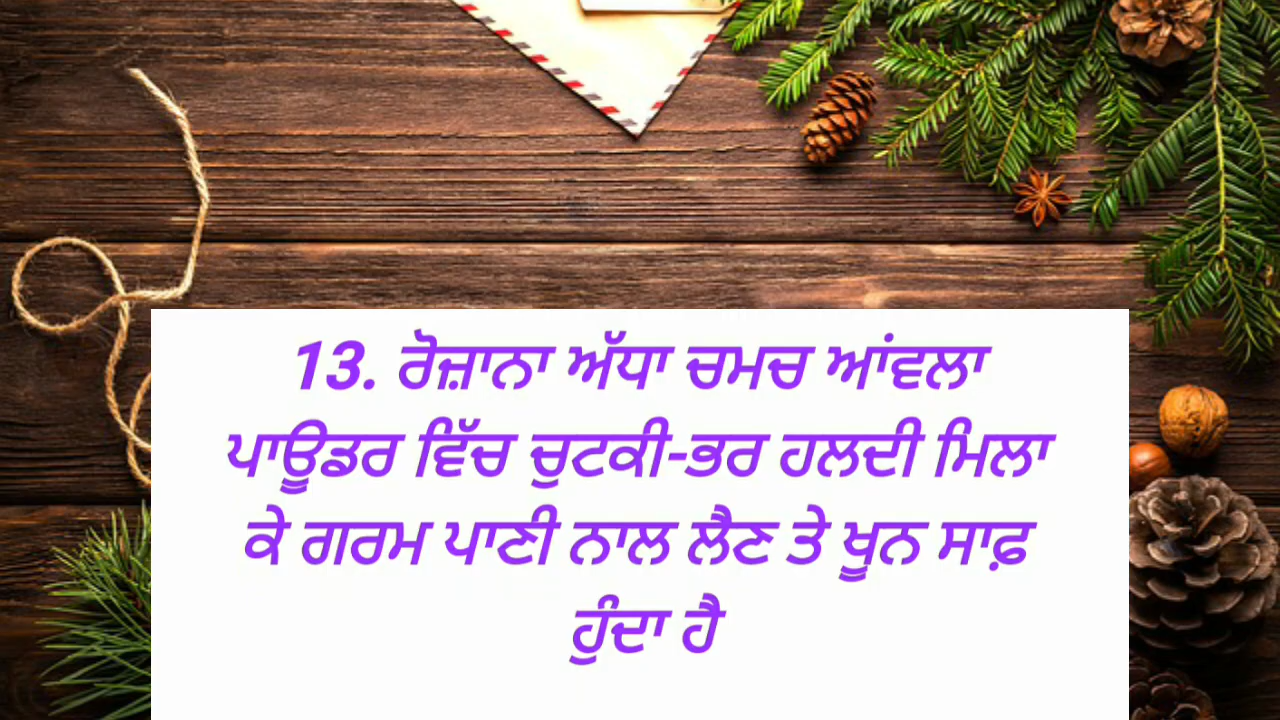 13. ਰੋਜ਼ਾਨਾ ਅੱਧਾ ਚਮਚ ਆਂਵਲਾ
ਪਾਊਡਰ ਵਿੱਚ ਚੁਟਕੀ-ਭਰ ਹਲਦੀ ਮਿਲਾ
ਕੇ ਗਰਮ ਪਾਣੀ ਨਾਲ ਲੈਣ ਤੇ ਖੂਨ ਸਾਫ਼
ਹੁੰਦਾ ਹੈ